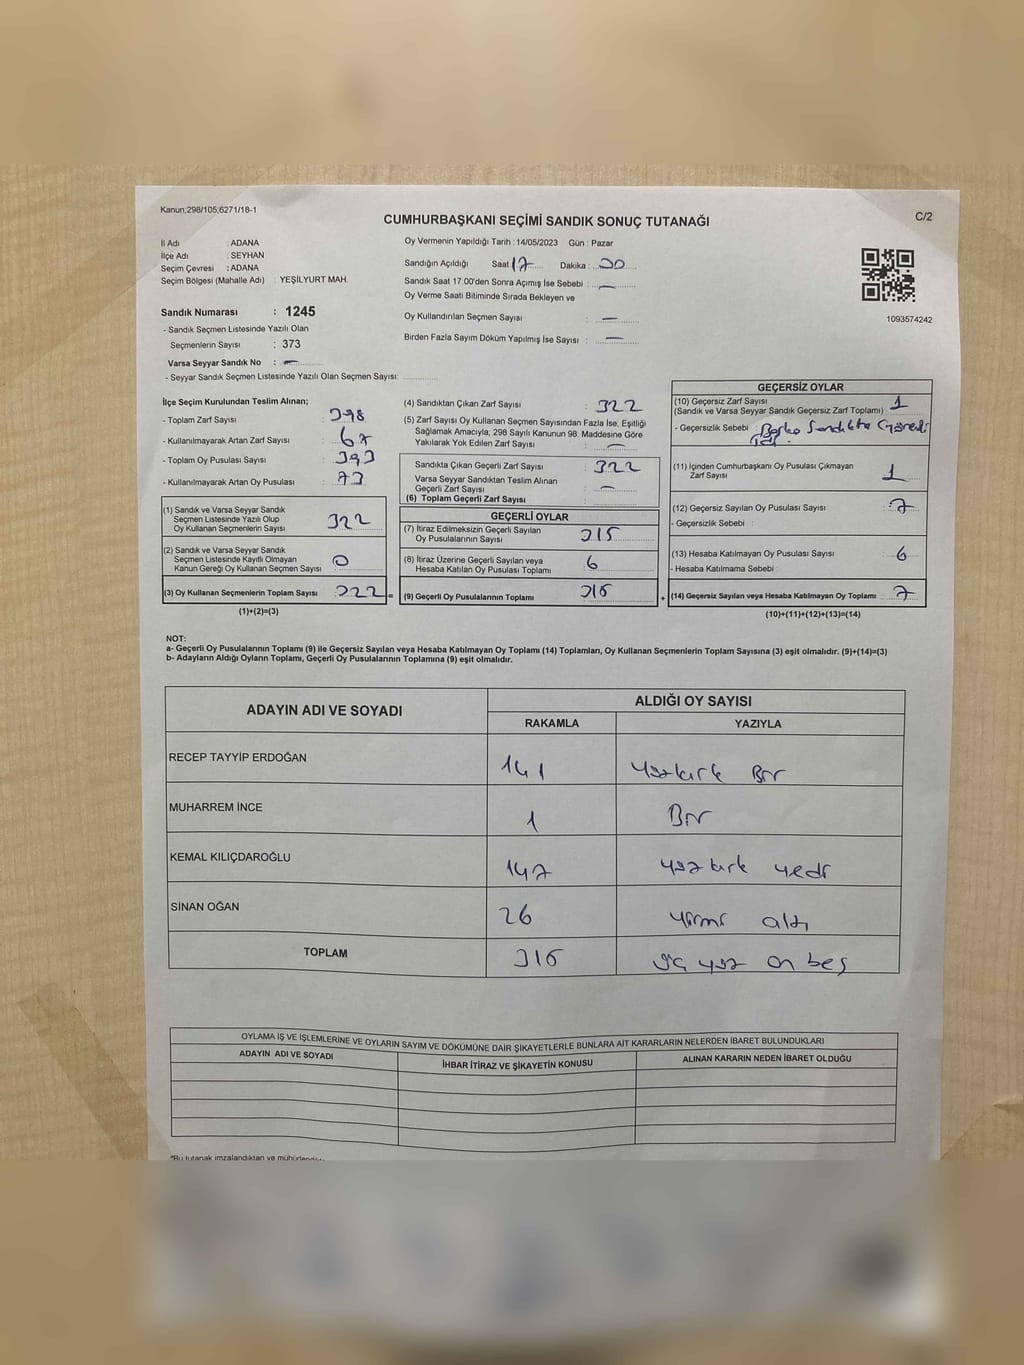 Kanun;298/105,6271/18-1
CUMHURBAŞKANI SEÇİMİ SANDIK SONUÇ TUTANAĞI
C/2
İl Adı : ADANA
İlçe Adı : SEYHAN
Seçim Çevresi : ADANA
Seçim Bölgesi (Mahalle Adı) : YEŞİLYURT MAH.
Oy Vermenin Yapıldığı Tarih : 14/05/2023 Gün : Pazar
Sandığın Açıldığı Saat 17 Dakika :
Sandık Saat 17:00'den Sonra Açımış İse Sebebi : —
Oy Verme Saati Bitiminde Sırada Bekleyen ve
Oy Kullandırılan Seçmen Sayısı : —
Birden Fazla Sayım Döküm Yapılmış İse Sayısı : —
1093574242
Sandık Numarası : 1245
- Sandık Seçmen Listesinde Yazılı Olan
Seçmenlerin Sayısı : 373
Varsa Seyyar Sandık No : —
- Seyyar Sandık Seçmen Listesinde Yazılı Olan Seçmen Sayısı:
İlçe Seçim Kurulundan Teslim Alınan;
- Toplam Zarf Sayısı : 398
- Kullanılmayarak Artan Zarf Sayısı : 67
- Toplam Oy Pusulası Sayısı : 393
- Kullanılmayarak Artan Oy Pusulası : 73
(1) Sandık ve Varsa Seyyar Sandık
Seçmen Listesinde Yazılı Olup
Oy Kullanan Seçmenlerin Sayısı 322
(2) Sandık ve Varsa Seyyar Sandık
Seçmen Listesinde Kayıtlı Olmayan
Kanun Gereği Oy Kullanan Seçmen Sayısı 0
(3) Oy Kullanan Seçmenlerin Toplam Sayısı 322 =
(1)+(2)=(3)
(4) Sandıktan Çıkan Zarf Sayısı : 322
(5) Zarf Sayısı Oy Kullanan Seçmen Sayısından Fazla İse, Eşitliği
Sağlamak Amacıyla, 298 Sayılı Kanunun 98. Maddesine Göre
Yakılarak Yok Edilen Zarf Sayısı : —
Sandıkta Çıkan Geçerli Zarf Sayısı : 322
Varsa Seyyar Sandıktan Teslim Alınan
Geçerli Zarf Sayısı : —
(6) Toplam Geçerli Zarf Sayısı
GEÇERLİ OYLAR
(7) İtiraz Edilmeksizin Geçerli Sayılan
Oy Pusulalarının Sayısı 315
(8) İtiraz Üzerine Geçerli Sayılan veya
Hesaba Katılan Oy Pusulası Toplamı 6
(9) Geçerli Oy Pusulalarının Toplamı 315 +
GEÇERSİZ OYLAR
(10) Geçersiz Zarf Sayısı 1
(Sandık ve Varsa Seyyar Sandık Geçersiz Zarf Toplamı)
- Geçersizlik Sebebi : Başka Sandıkta
(11) İçinden Cumhurbaşkanı Oy Pusulası Çıkmayan
Zarf Sayısı 1
(12) Geçersiz Sayılan Oy Pusulası Sayısı : 7
- Geçersizlik Sebebi :
(13) Hesaba Katılmayan Oy Pusulası Sayısı : 6
- Hesaba Katılmama Sebebi :
(14) Geçersiz Sayılan veya Hesaba Katılmayan Oy Toplamı : 7
(10)+(11)+(12)+(13)=(14)
NOT:
a- Geçerli Oy Pusulalarının Toplamı (9) ile Geçersiz Sayılan veya Hesaba Katılmayan Oy Toplamı (14) Toplamları, Oy Kullanan Seçmenlerin Toplam Sayısına (3) eşit olmalıdır. (9)+(14)=(3)
b- Adayların Aldığı Oyların Toplamı, Geçerli Oy Pusulalarının Toplamına (9) eşit olmalıdır.
ADAYIN ADI VE SOYADI
ALDIĞI OY SAYISI
RAKAMLA YAZIYLA
RECEP TAYYİP ERDOĞAN 141 yüzkırk Bir
MUHARREM İNCE 1 Bir
KEMAL KILIÇDAROĞLU 147 yüzkırk yedi
SİNAN OĞAN 26 yirmi altı
TOPLAM 315 üç yüz on beş
OYLAMA İŞ VE İŞLEMLERİNE VE OYLARIN SAYIM VE DÖKÜMÜNE DAİR ŞİKAYETLERLE BUNLARA AİT KARARLARIN NELERDEN İBARET BULUNDUKLARI
ADAYIN ADI VE SOYADI İHBAR İTİRAZ VE ŞİKAYETİN KONUSU ALINAN KARARIN NEDEN İBARET OLDUĞU
*Bu tutanak imzalandıktan ve